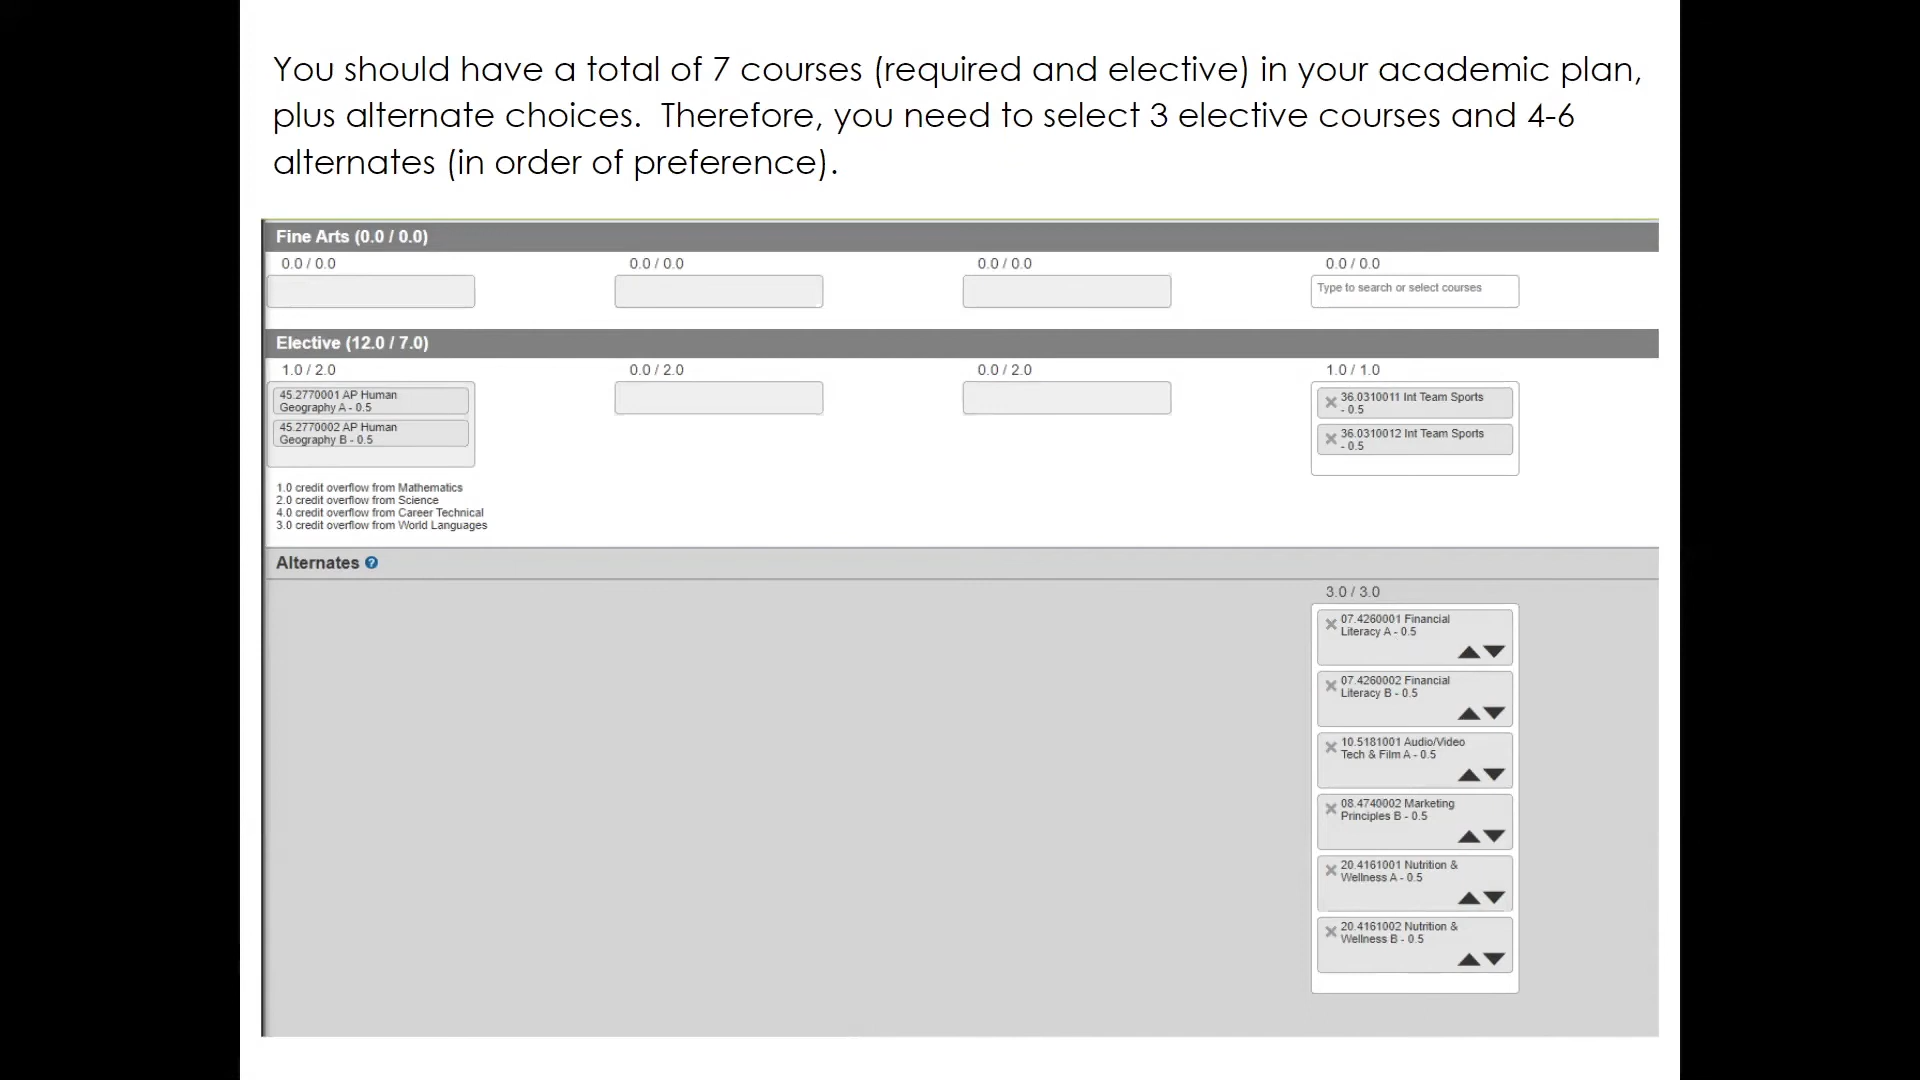 You should have a total of 7 courses (required and elective) in your academic plan,
plus alternate choices.  Therefore, you need to select 3 elective courses and 4-6
alternates (in order of preference).
Fine Arts (0.0 / 0.0)
0.0 / 0.0
0.0 / 0.0
0.0 / 0.0
0.0 / 0.0
Type to search or select courses
Elective (12.0 / 7.0)
1.0 / 2.0
0.0 / 2.0
0.0 / 2.0
1.0 / 1.0
45.2770001 AP Human
Geography A - 0.5
45.2770002 AP Human
Geography B - 0.5
36.0310011 Int Team Sports
- 0.5
36.0310012 Int Team Sports
- 0.5
1.0 credit overflow from Mathematics
2.0 credit overflow from Science
4.0 credit overflow from Career Technical
3.0 credit overflow from World Languages
Alternates ?
3.0 / 3.0
07.4260001 Financial
Literacy A - 0.5
07.4260002 Financial
Literacy B - 0.5
10.5181001 Audio/Video
Tech & Film A - 0.5
08.4740002 Marketing
Principles B - 0.5
20.4161001 Nutrition &
Wellness A - 0.5
20.4161002 Nutrition &
Wellness B - 0.5